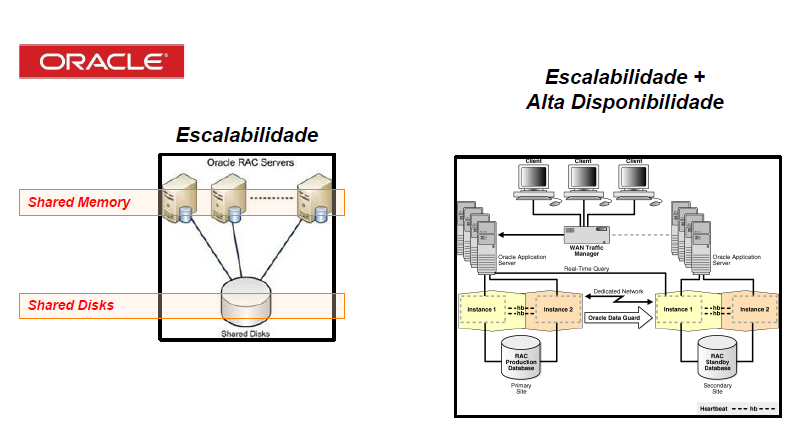 ORACLE
Escalabilidade
Oracle RAC Servers
Shared Memory
Shared Disks
Shared Disks
Escalabilidade +
Alta Disponibilidade
Client
Client
Client
WAN Traffic
Manager
Oracle Application
Server
Oracle Application
Server
Real-Time Query
Dedicated Network
Instance 1
hb
hb
Instance 2
Oracle Data Guard
Instance 1
hb
hb
Instance 2
RAC
Production
Database
RAC
Standby
Database
Primary
Site
Secondary
Site
Heartbeat hb